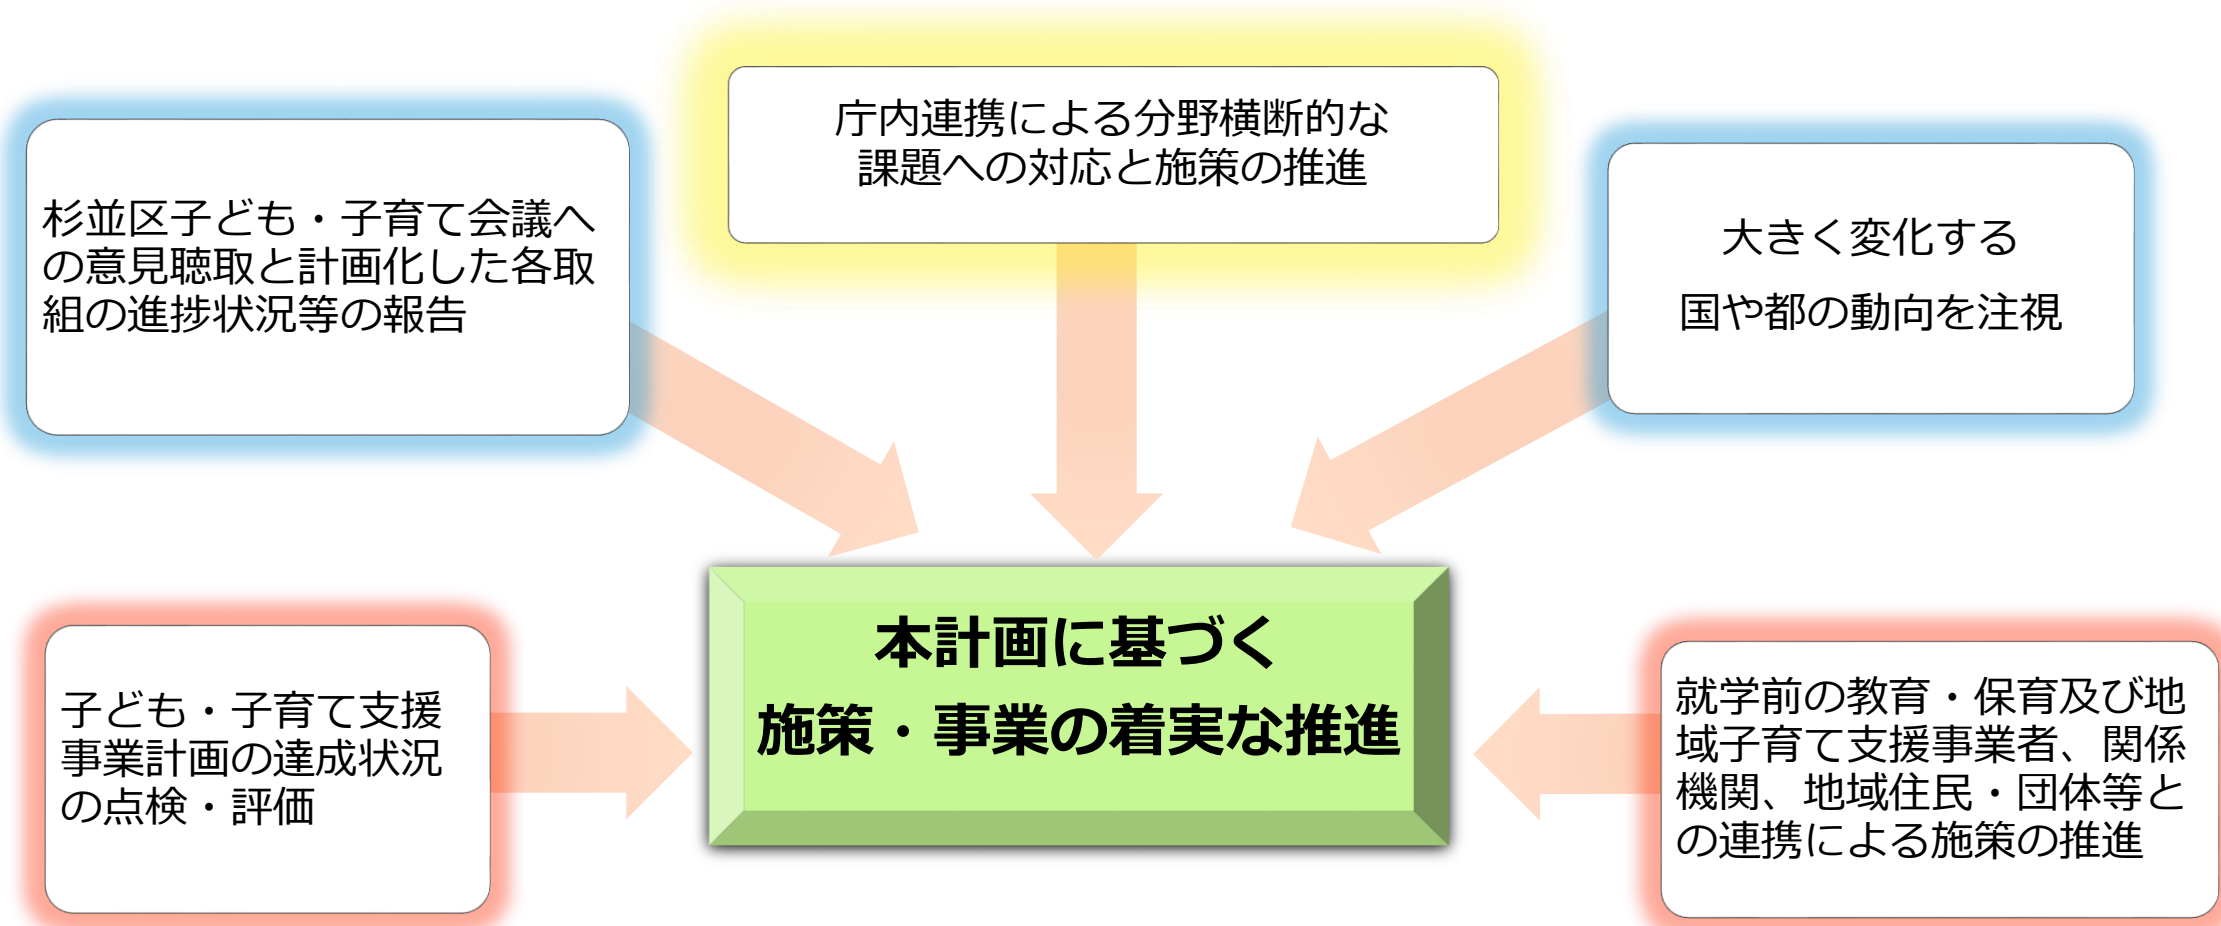 庁内連携による分野横断的な
課題への対応と施策の推進
杉並区子ども・子育て会議へ
の意見聴取と計画化した各取
組の進捗状況等の報告
大きく変化する
国や都の動向を注視
本計画に基づく
施策・事業の着実な推進
子ども・子育て支援
事業計画の達成状況
の点検・評価
就学前の教育・保育及び地
域子育て支援事業者、関係
機関、地域住民・団体等と
の連携による施策の推進